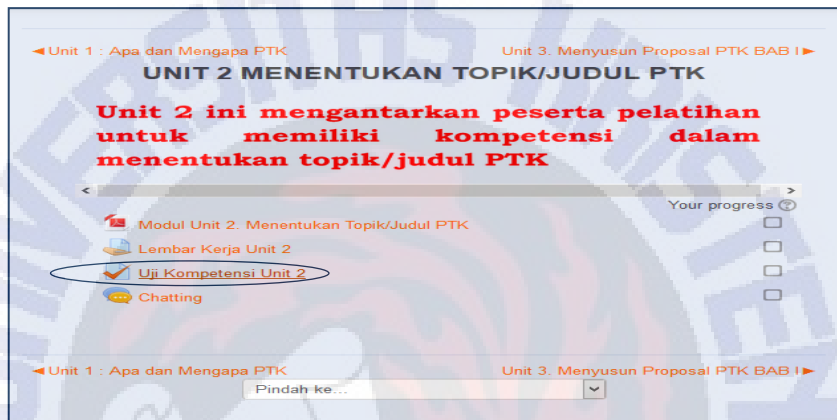 ◄Unit 1 : Apa dan Mengapa PTK
Unit 3. Menyusun Proposal PTK BAB I►
UNIT 2 MENENTUKAN TOPIK/JUDUL PTK
Unit 2 ini mengantarkan peserta pelatihan
untuk memiliki kompetensi dalam
menentukan topik/judul PTK
Your progress
Modul Unit 2. Menentukan Topik/Judul PTK
Lembar Kerja Unit 2
Uji Kompetensi Unit 2
Chatting
◄Unit 1 : Apa dan Mengapa PTK
Unit 3. Menyusun Proposal PTK BAB I►
Pindah ke...